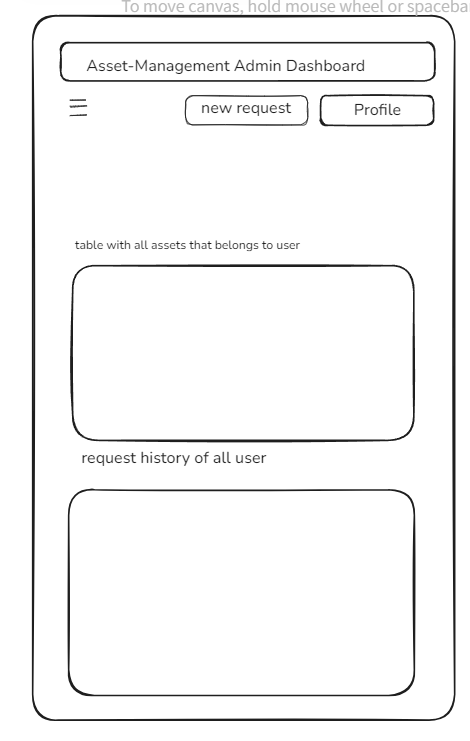 To move canvas, hold mouse wheel or spaceba
Asset-Management Admin Dashboard
new request
Profile
table with all assets that belongs to user
request history of all user